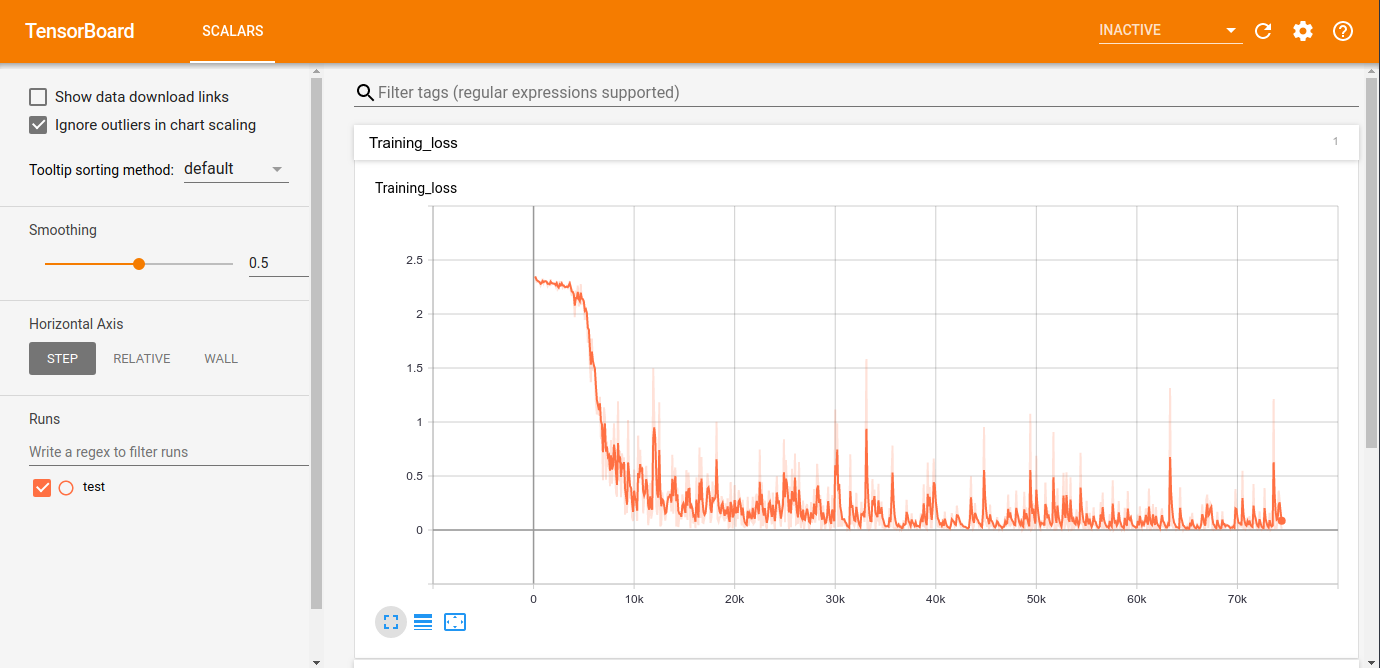 TensorBoard
SCALARS
INACTIVE
Show data download links
Ignore outliers in chart scaling
Tooltip sorting method: default
Smoothing
0.5
Horizontal Axis
STEP RELATIVE WALL
Runs
Write a regex to filter runs
test
Filter tags (regular expressions supported)
Training_loss 1
Training_loss
2.5
2
1.5
1
0.5
0
0 10k 20k 30k 40k 50k 60k 70k